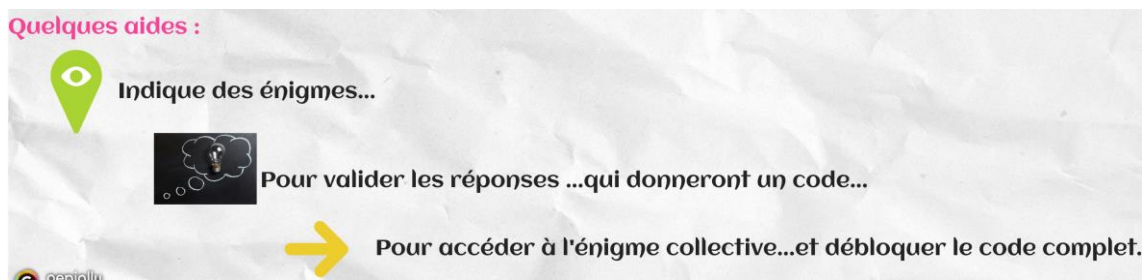 Quelques aides :
Indique des énigmes...
Pour valider les réponses ...qui donneront un code...
Pour accéder à l'énigme collective...et débloquer le code complet.
genially